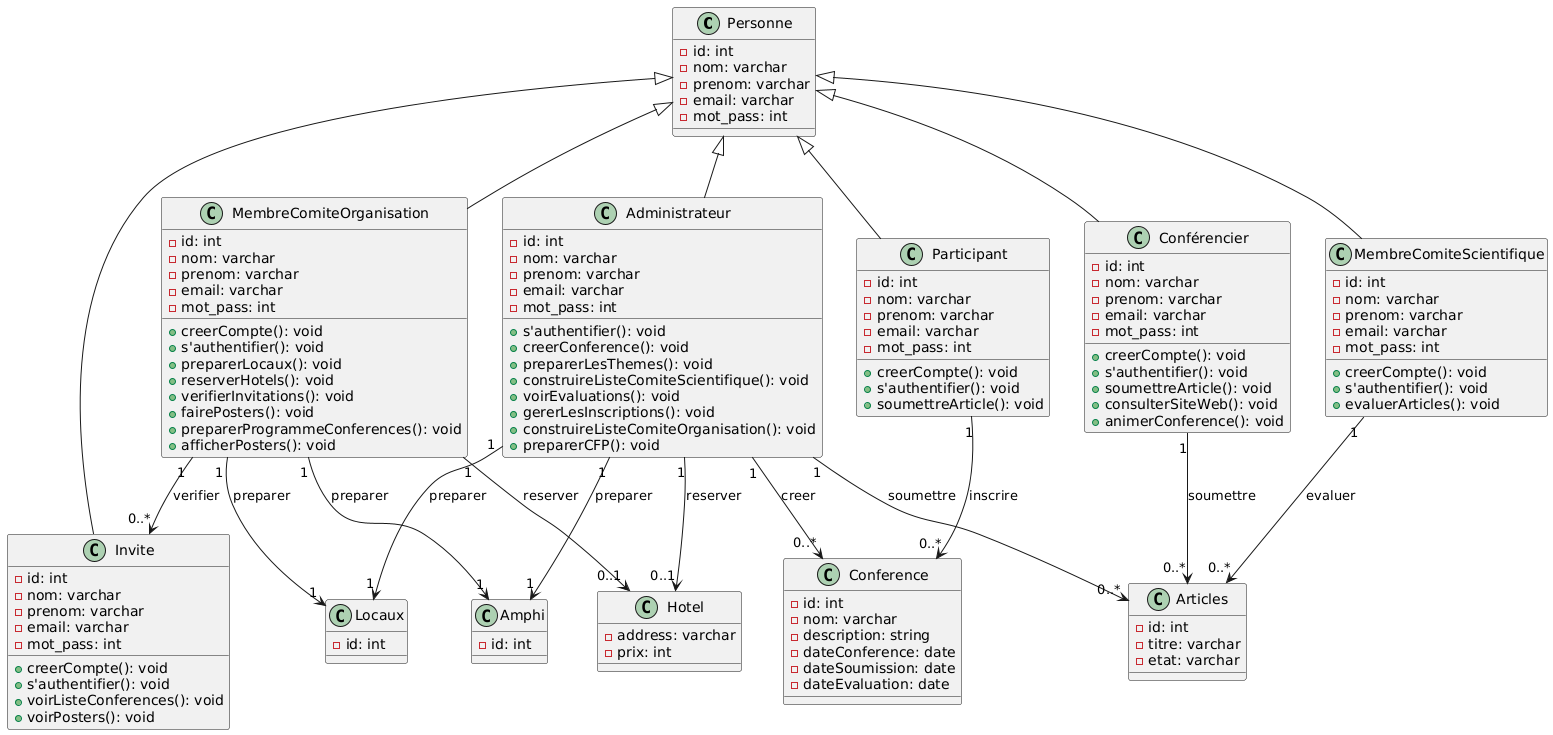 C Personne
id: int
nom: varchar
prenom: varchar
email: varchar
mot_pass: int
C MembreComiteOrganisation
id: int
nom: varchar
prenom: varchar
email: varchar
mot_pass: int
creerCompte(): void
s'authentifier(): void
preparerLocaux(): void
reserverHotels(): void
verifierInvitations(): void
fairePosters(): void
preparerProgrammeConferences(): void
afficherPosters(): void
C Administrateur
id: int
nom: varchar
prenom: varchar
email: varchar
mot_pass: int
s'authentifier(): void
creerConference(): void
preparerLesThemes(): void
construireListeComiteScientifique(): void
voirEvaluations(): void
gererLesInscriptions(): void
construireListeComiteOrganisation(): void
preparerCFP(): void
C Participant
id: int
nom: varchar
prenom: varchar
email: varchar
mot_pass: int
creerCompte(): void
s'authentifier(): void
soumettreArticle(): void
C Conférencier
id: int
nom: varchar
prenom: varchar
email: varchar
mot_pass: int
creerCompte(): void
s'authentifier(): void
soumettreArticle(): void
consulterSiteWeb(): void
animerConference(): void
C MembreComiteScientifique
id: int
nom: varchar
prenom: varchar
email: varchar
mot_pass: int
creerCompte(): void
s'authentifier(): void
evaluerArticles(): void
1
verifier
0..*
1
preparer
1
1
preparer
1
1
reserver
0..1
1
preparer
1
1
preparer
1
1
reserver
0..1
1
creer
0..*
1
soumettre
0..*
1
inscrire
0..*
1
soumettre
0..*
1
evaluer
0..*
C Invite
id: int
nom: varchar
prenom: varchar
email: varchar
mot_pass: int
creerCompte(): void
s'authentifier(): void
voirListeConferences(): void
voirPosters(): void
C Locaux
id: int
C Amphi
id: int
C Hotel
address: varchar
prix: int
C Conference
id: int
nom: varchar
description: string
dateConference: date
dateSoumission: date
dateEvaluation: date
C Articles
id: int
titre: varchar
etat: varchar